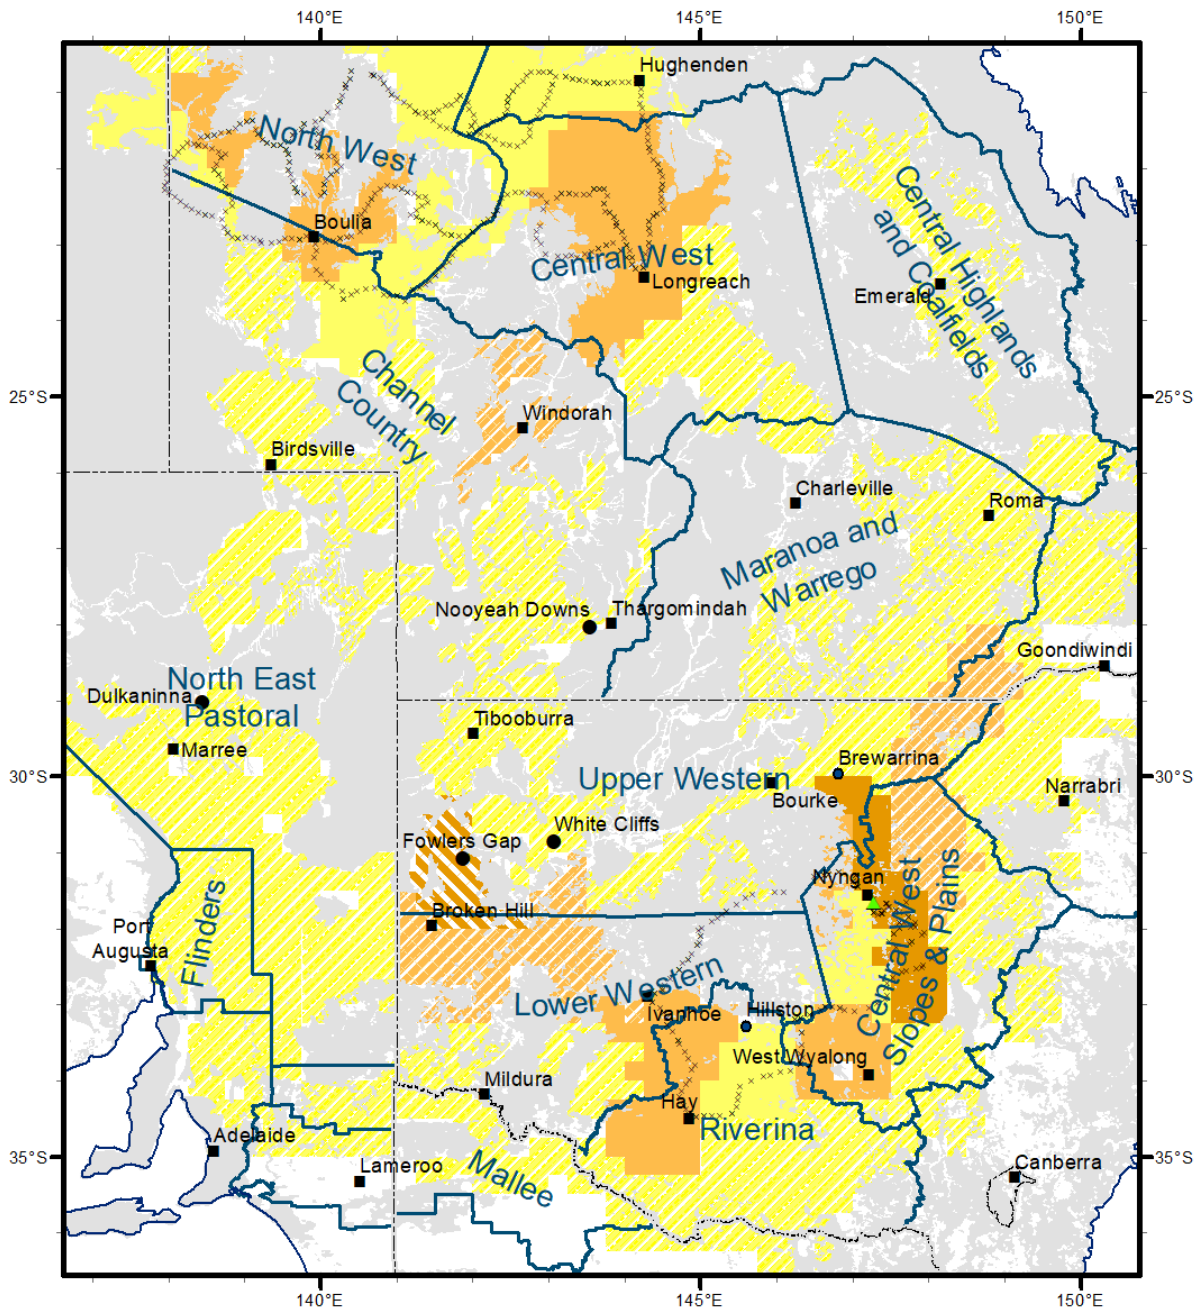 140°E
145°E
150°E
Hughenden
North West
Boulia
Central West
Longreach
Central Highlands
and Coalfields
Emerald
Channel
Country
25°S
25°S
Windorah
Birdsville
Charleville
Roma
Maranoa and
Warrego
Nooyeah Downs
Thargomindah
Goondiwindi
North East
Pastoral
Dulkaninna
Tibooburra
Marree
30°S
30°S
Upper Western
Brewarrina
Bourke
Narrabri
White Cliffs
Fowlers Gap
Nyngan
Broken Hill
Flinders
Port
Augusta
Central West
Slopes & Plains
Lower Western
Ivanhoe
Hillston
West Wyalong
Mildura
Hay
Riverina
Adelaide
Lameroo
Mallee
Canberra
35°S
35°S
140°E
145°E
150°E